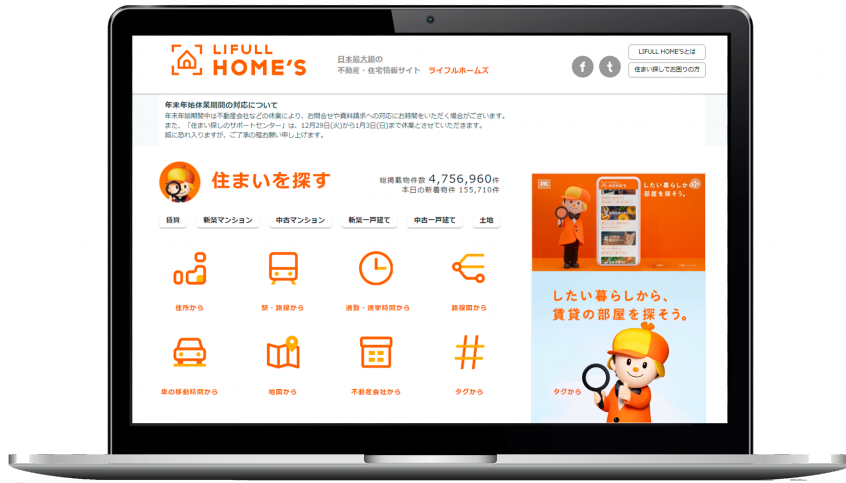 LIFULL
HOME'S
日本最大級の
不動産・住宅情報サイト ライフルホームズ
f
t
LIFULL HOME'Sとは
住まい探しでお困りの方
年末年始休業期間の対応について
年末年始期間中は不動産会社などの休業により、お問合せや資料請求への対応にお時間をいただく場合がございます。
また、「住まい探しのサポートセンター」は、12月29日(火)から1月3日(日)まで休業とさせていただきます。
誠に恐れ入りますが、ご了承の程お願い申し上げます。
住まいを探す
総掲載物件数 4,756,960件
本日の新着物件 155,710件
賃貸
新築マンション
中古マンション
新築一戸建て
中古一戸建て
土地
住所から
駅・路線から
通勤・通学時間から
路線図から
車の移動時間から
地図から
不動産会社から
タグから
PR
LIFULL
HOME'S
したい暮らしから
部屋を探そう。
したい暮らしから、
賃貸の部屋を探そう。
タグから